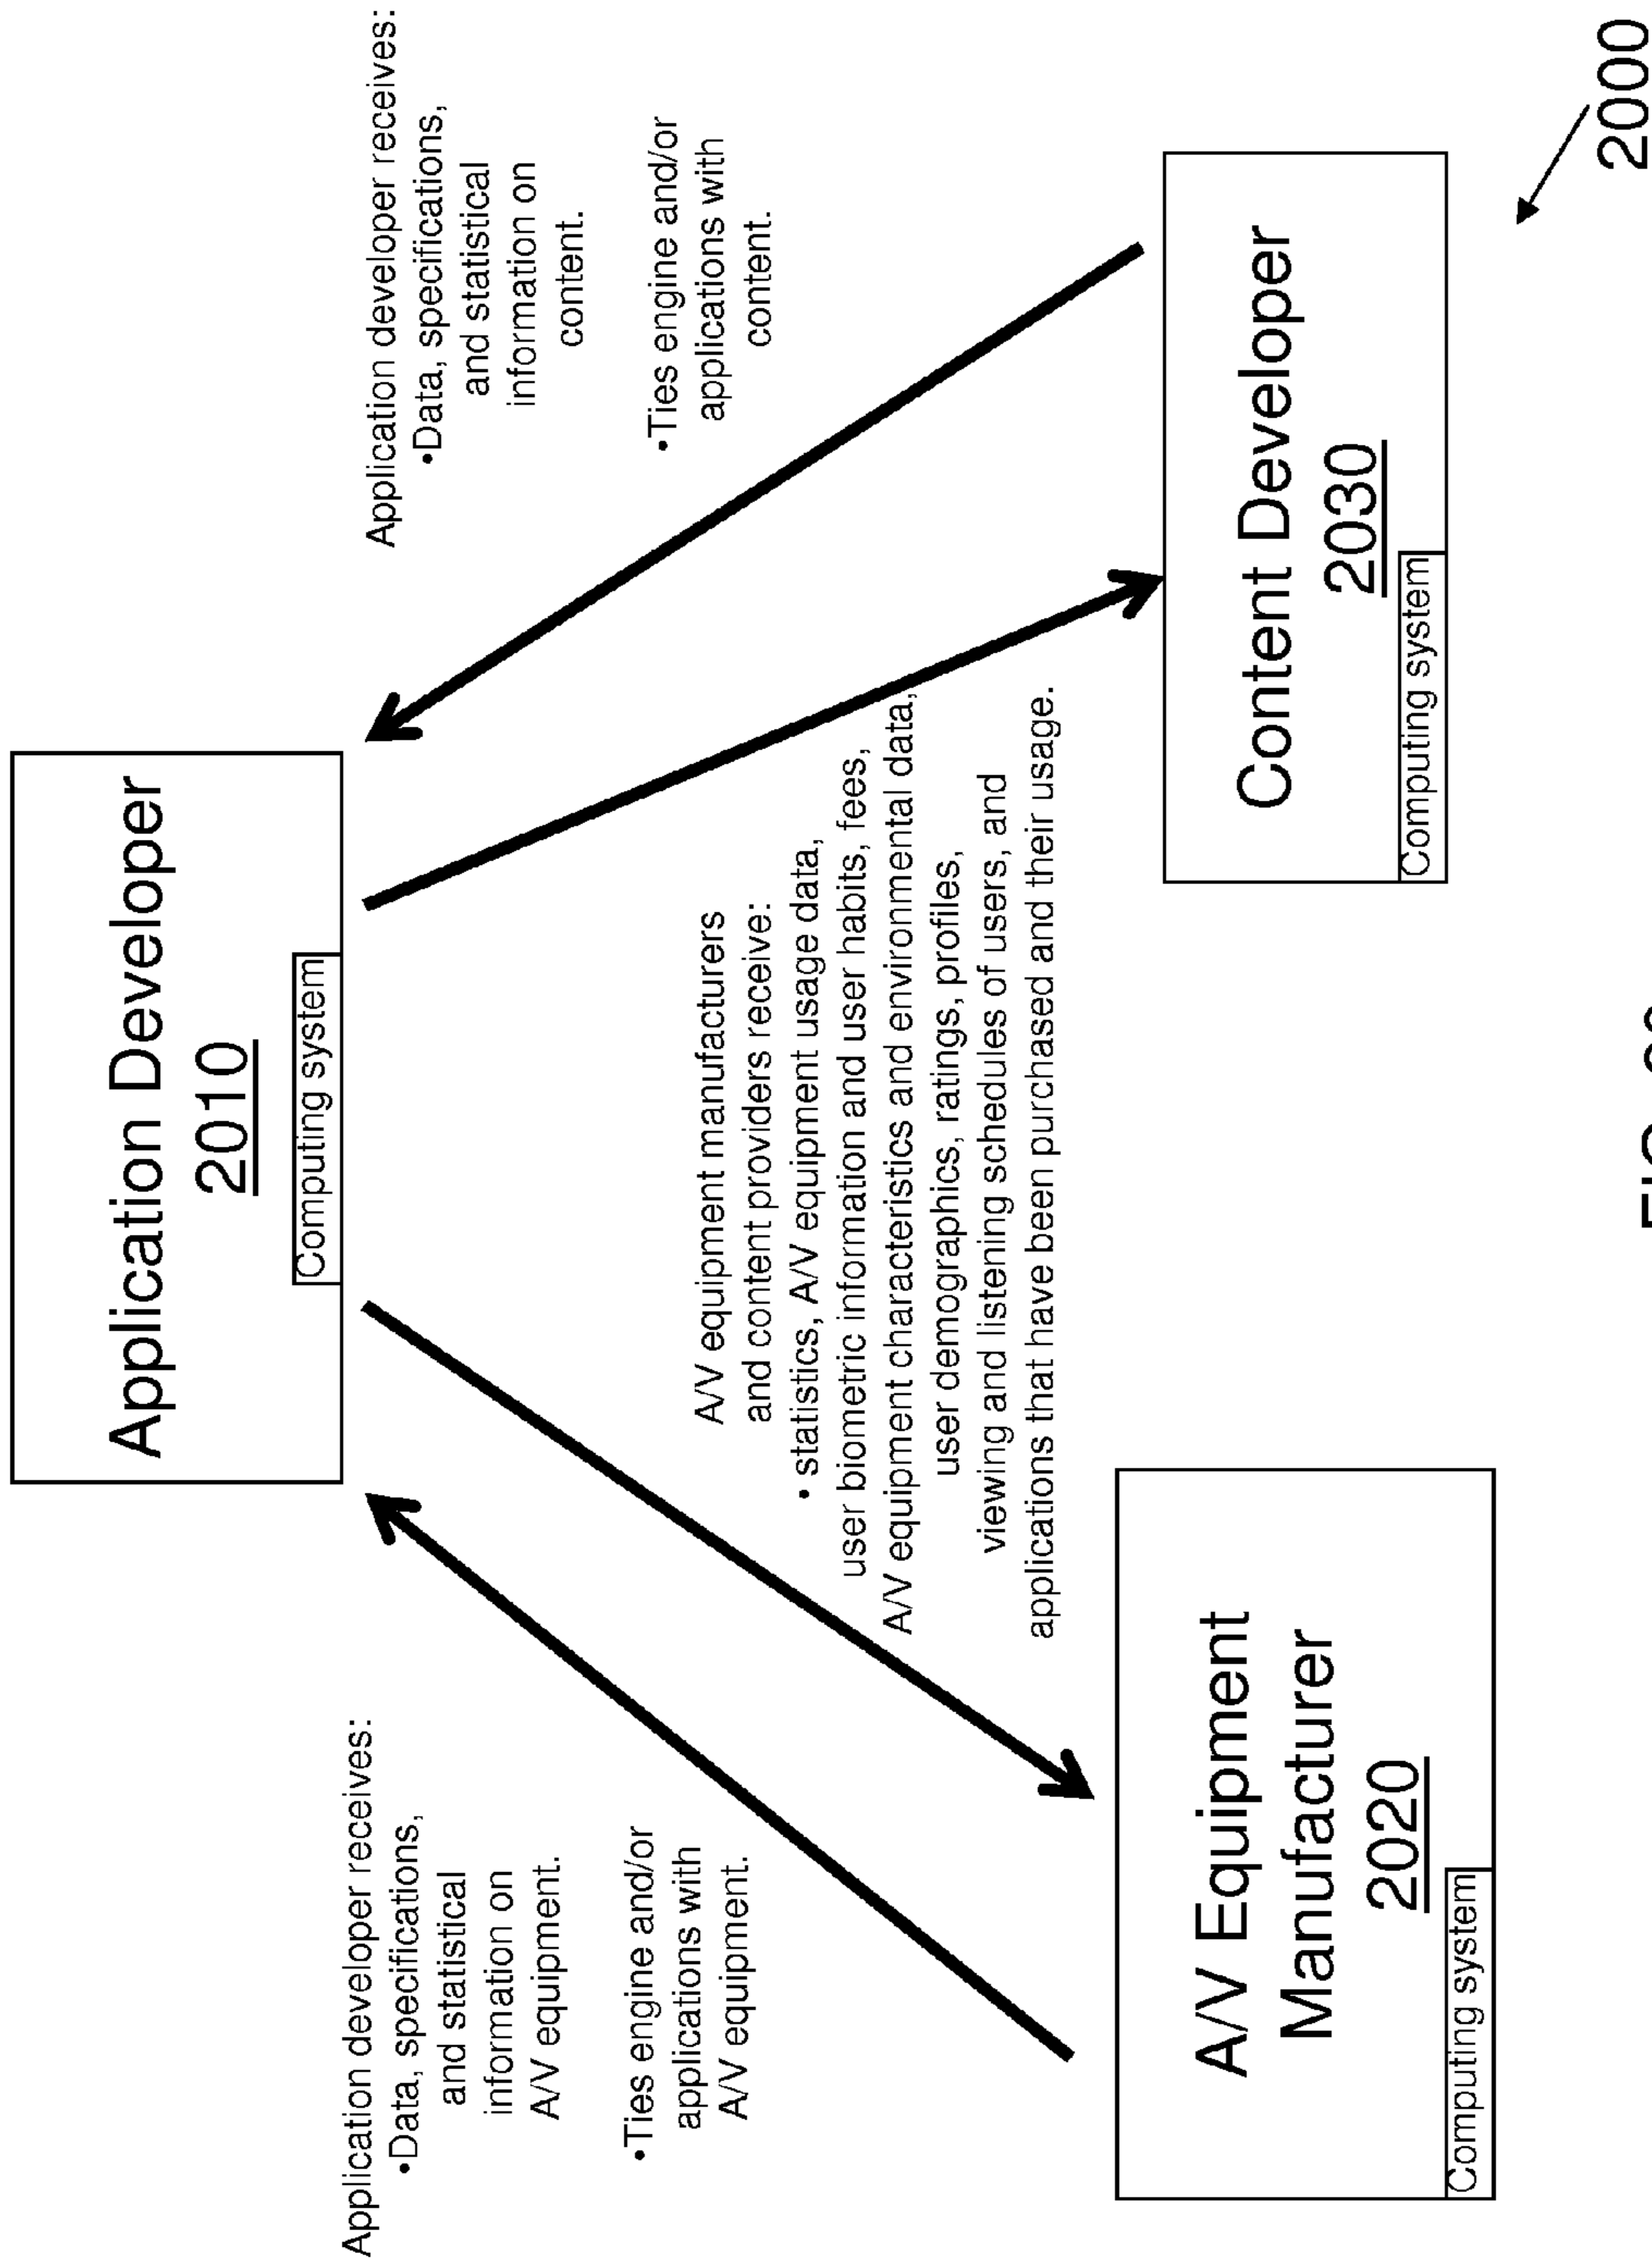 Application Developer
2010
Computing system
Application developer receives:
•Data, specifications,
and statistical
information on
A/V equipment.
•Ties engine and/or
applications with
A/V equipment.
Application developer receives:
•Data, specifications,
and statistical
information on
content.
•Ties engine and/or
applications with
content.
A/V equipment manufacturers
and content providers receive:
• statistics, A/V equipment usage data,
user biometric information and user habits, fees,
A/V equipment characteristics and environmental data,
user demographics, ratings, profiles,
viewing and listening schedules of users, and
applications that have been purchased and their usage.
A/V Equipment
Manufacturer
2020
Computing system
Content Developer
2030
Computing system
2000